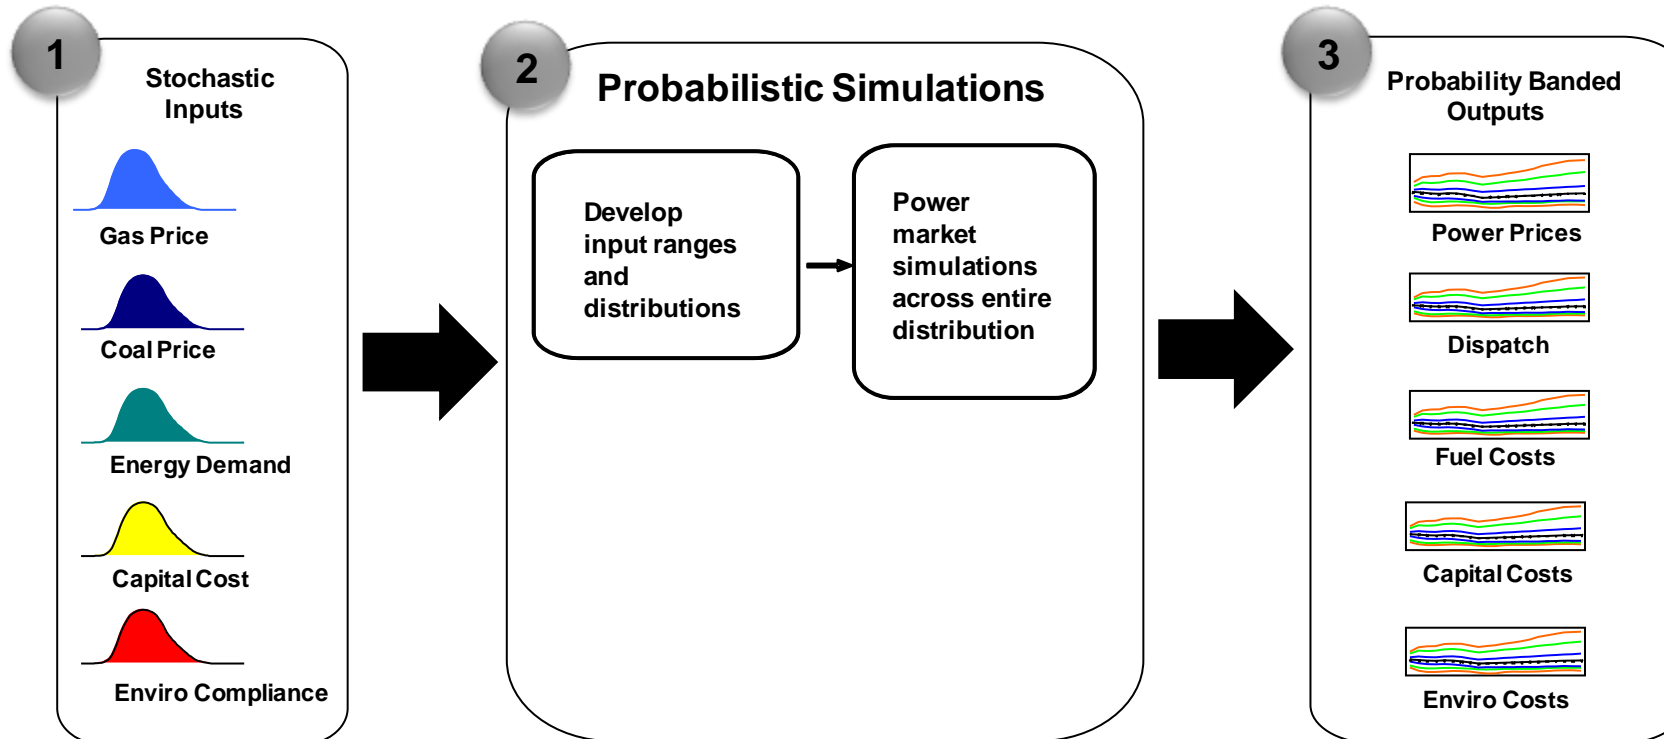 1
Stochastic
Inputs
Gas Price
Coal Price
Energy Demand
Capital Cost
Enviro Compliance
2
Probabilistic Simulations
Develop
input ranges
and
distributions
Power
market
simulations
across entire
distribution
3
Probability Banded
Outputs
Power Prices
Dispatch
Fuel Costs
Capital Costs
Enviro Costs